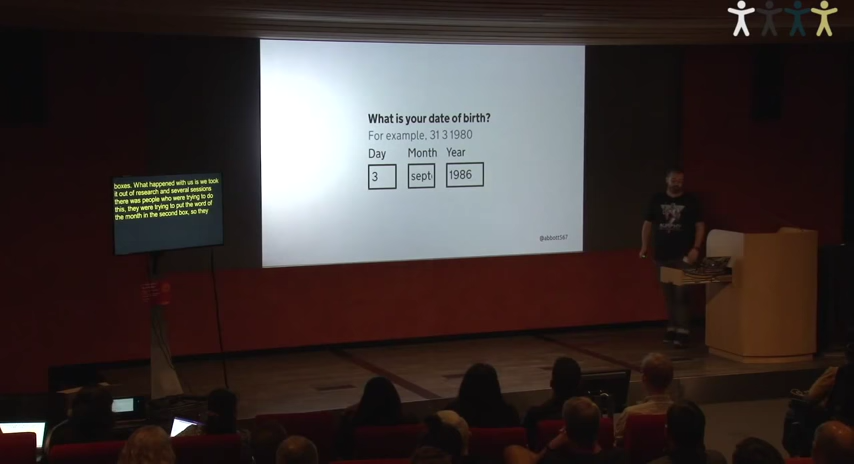 What is your date of birth?
For example, 31 3 1980
Day Month Year
3 sept 1986
@abbott567
boxes. What happened with us is we took
it out of research and several sessions
there was people who were trying to do
this, they were trying to put the word of
the month in the second box, so they